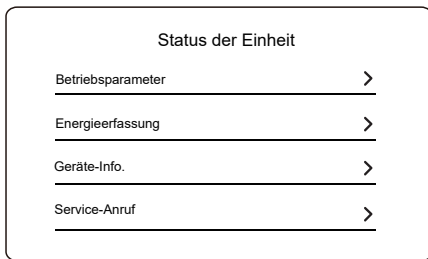 Status der Einheit
Betriebsparameter
Energieerfassung
Geräte-Info.
Service-Anruf